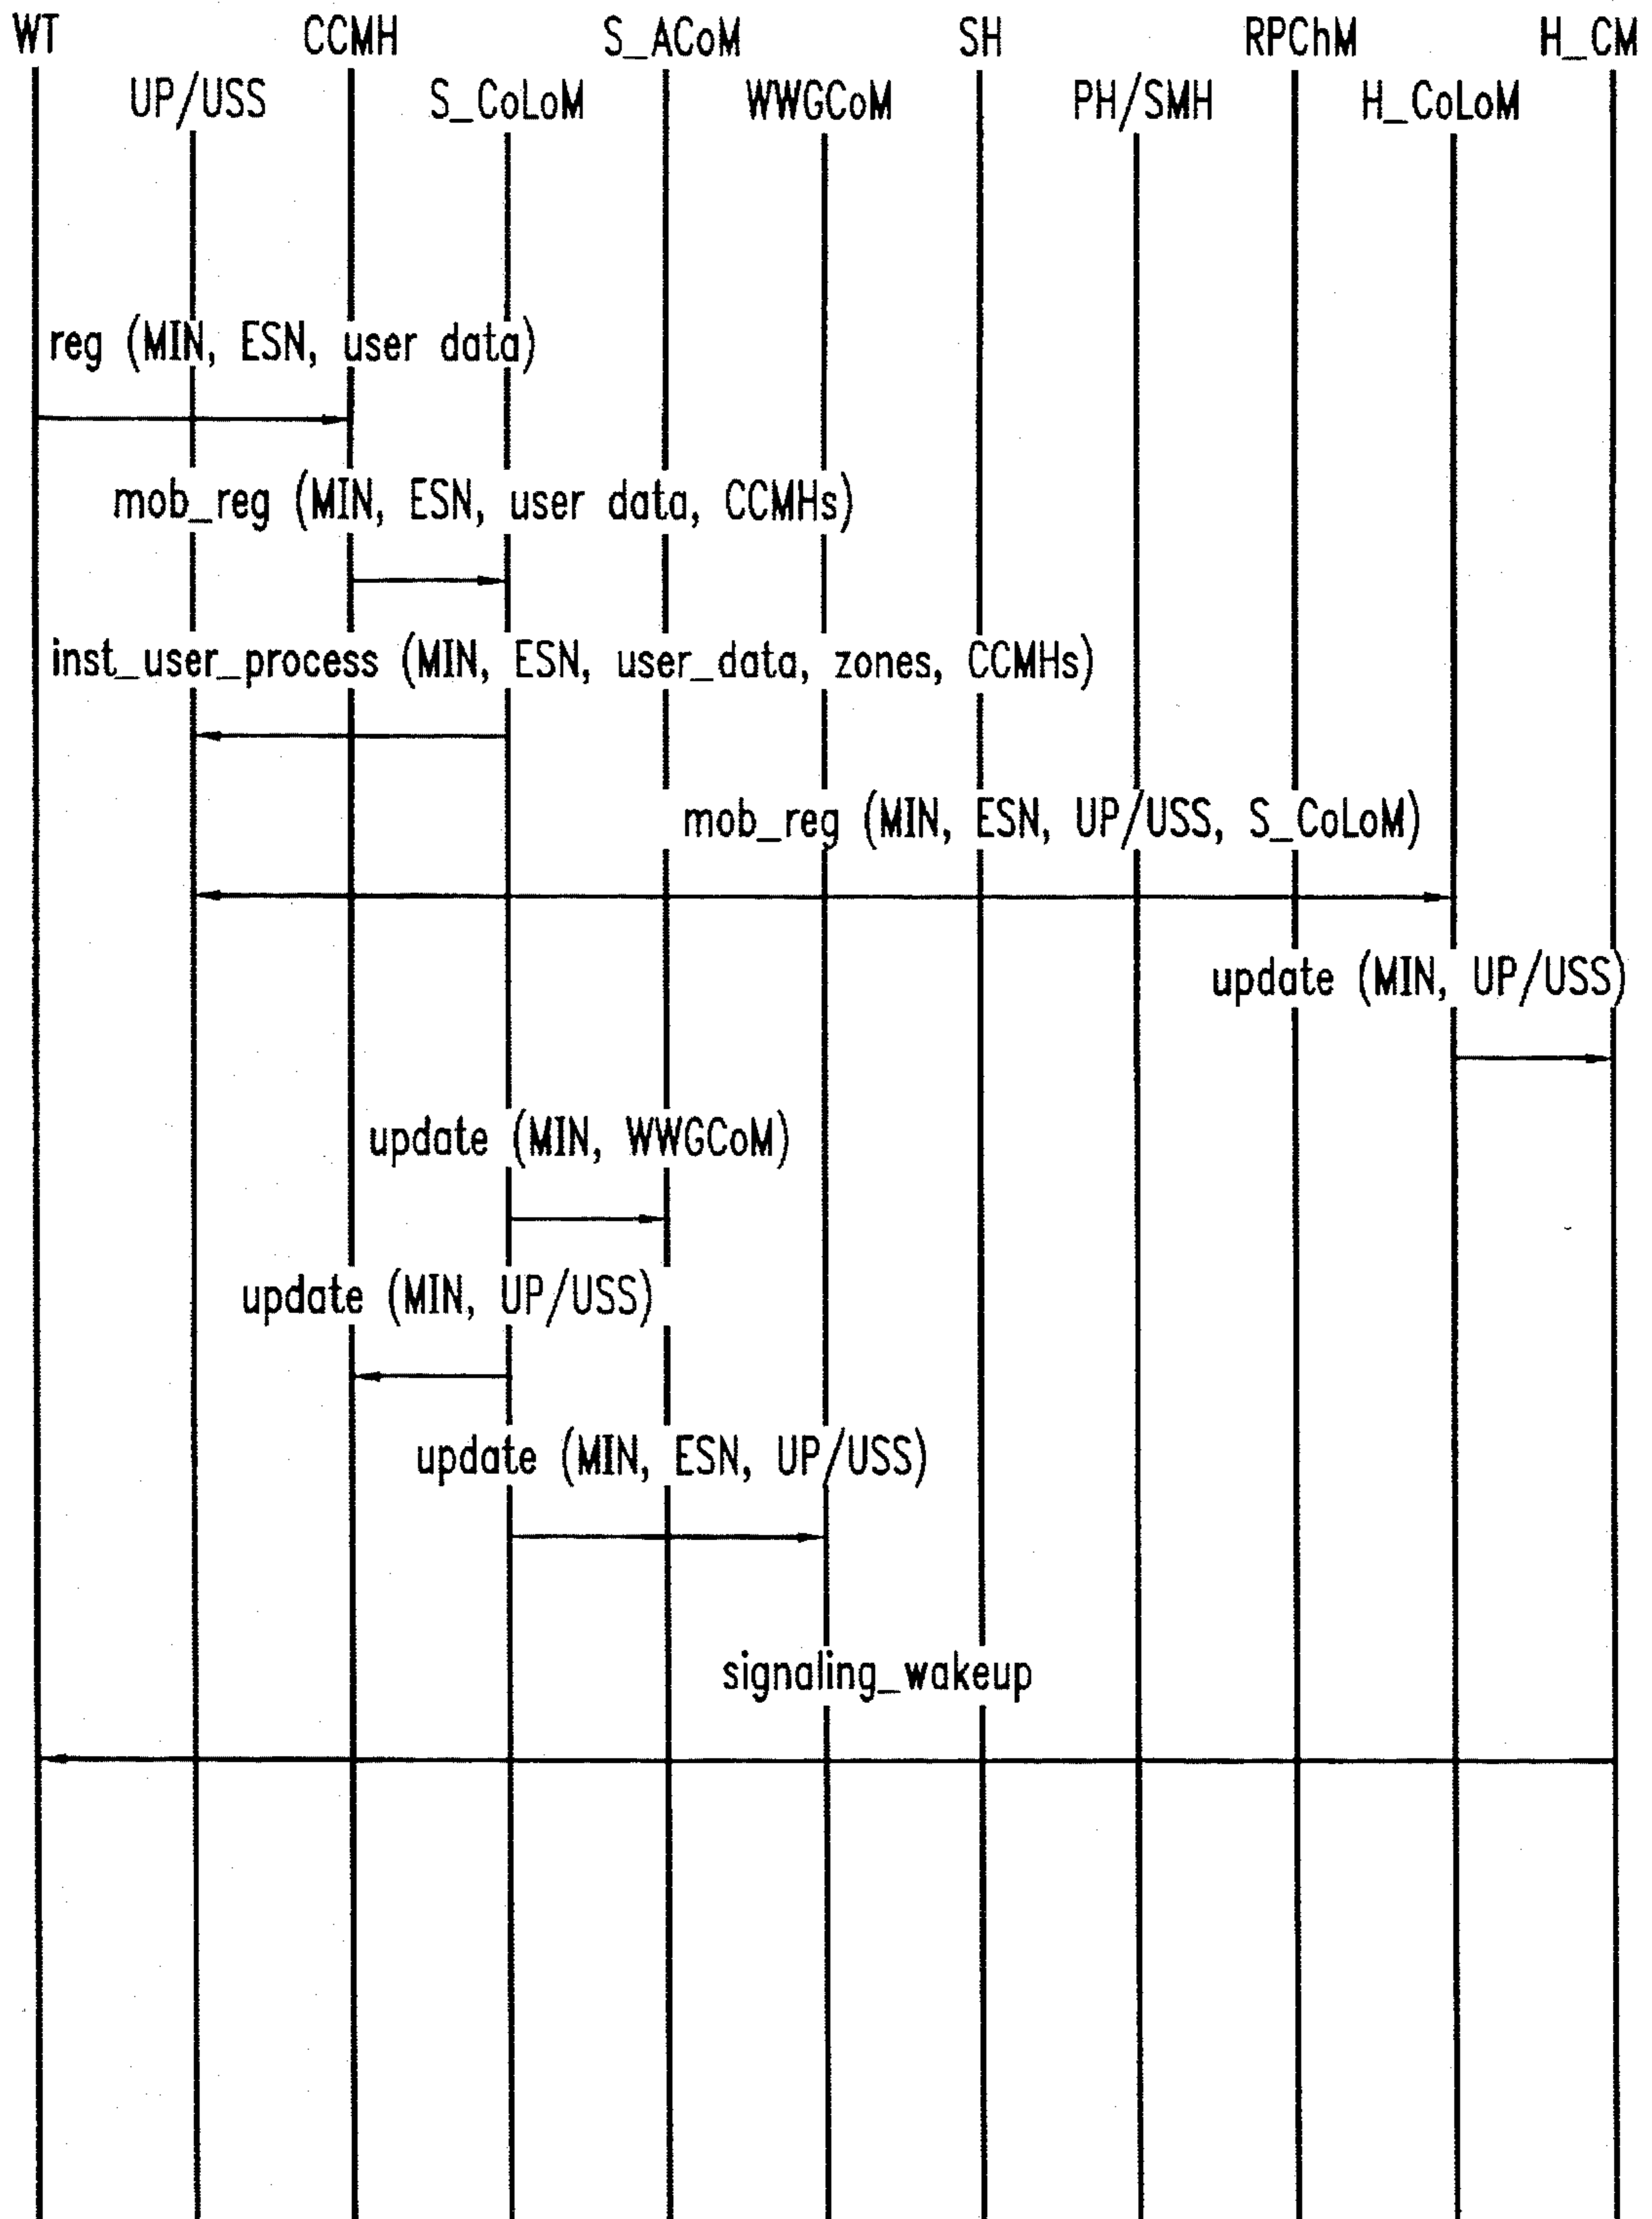 WT CCMH S_ACoM SH RPChM H_CM
UP/USS S_CoLoM WWGCoM PH/SMH H_CoLoM
reg (MIN, ESN, user data)
mob_reg (MIN, ESN, user data, CCMHs)
inst_user_process (MIN, ESN, user_data, zones, CCMHs)
mob_reg (MIN, ESN, UP/USS, S_CoLoM)
update (MIN, UP/USS)
update (MIN, WWGCoM)
update (MIN, UP/USS)
update (MIN, ESN, UP/USS)
signaling_wakeup